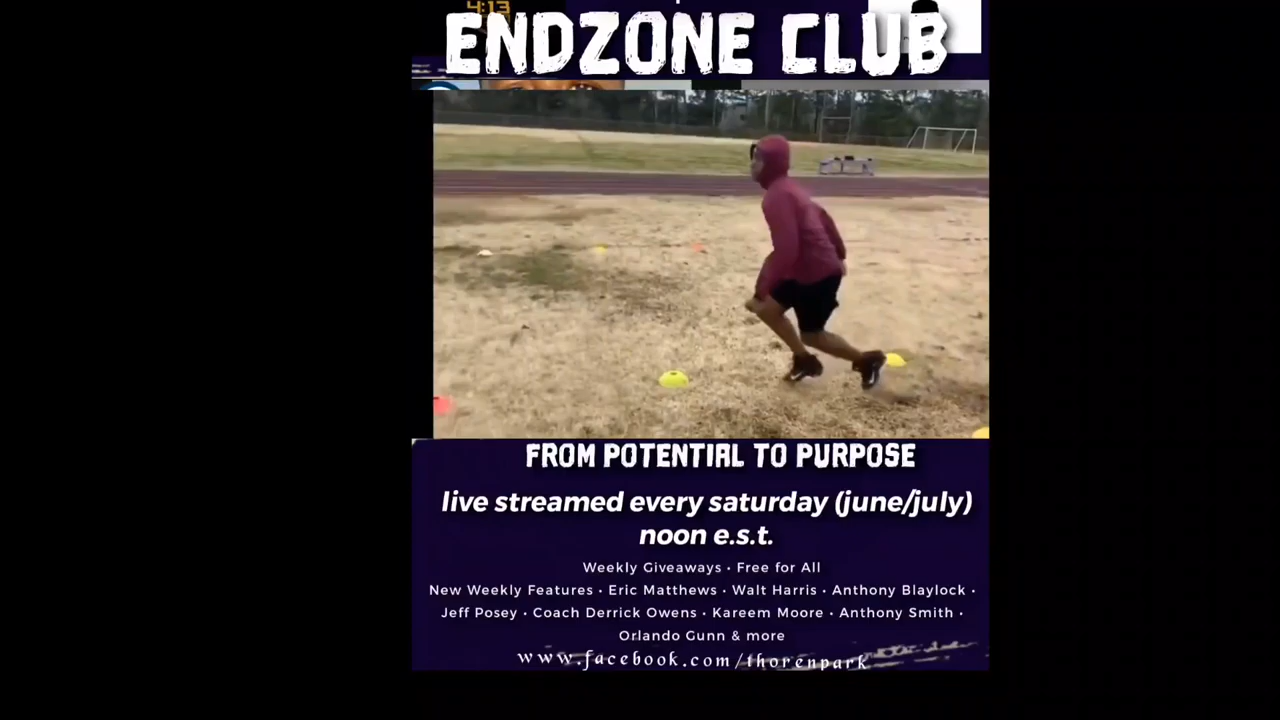 4:13
ENDZONE CLUB
FROM POTENTIAL TO PURPOSE
live streamed every saturday (june/july)
noon e.s.t.
Weekly Giveaways • Free for All
New Weekly Features • Eric Matthews • Walt Harris • Anthony Blaylock •
Jeff Posey • Coach Derrick Owens • Kareem Moore • Anthony Smith •
Orlando Gunn & more
www.facebook.com/thorenpark